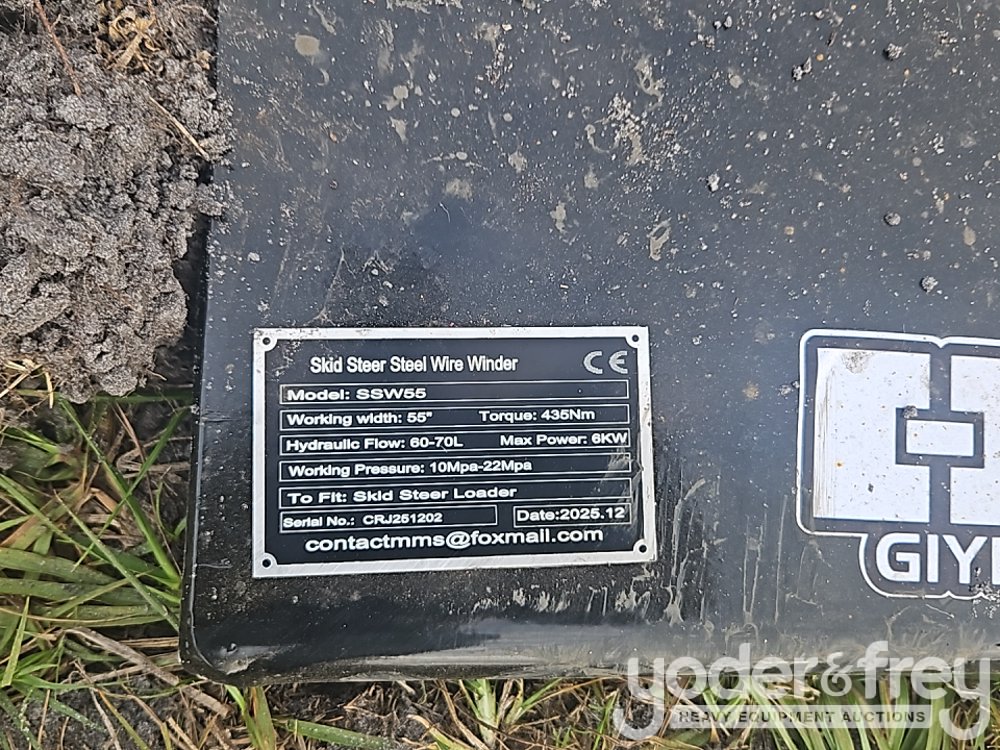 Skid Steer Steel Wire Winder CE
Model: SSW55
Working width: 55" Torque: 435Nm
Hydraulic Flow: 60-70L Max Power: 6KW
Working Pressure: 10Mpa-22Mpa
To Fit: Skid Steer Loader
Serial No.: CRJ251202 Date:2025.12
contactmms@foxmail.com
yoder&frey
HEAVY EQUIPMENT AUCTIONS